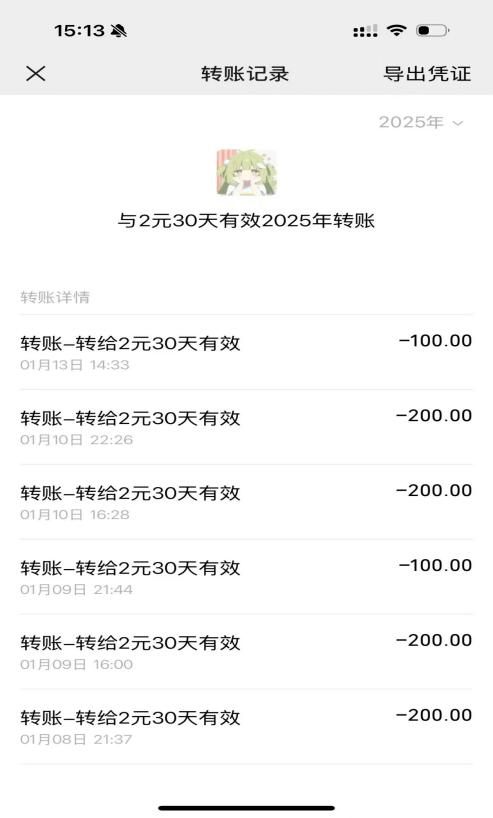 15:13
转账记录
导出凭证
2025年
与2元30天有效2025年转账
转账详情
转账-转给2元30天有效
-100.00
01月13日 14:33
转账-转给2元30天有效
-200.00
01月10日 22:26
转账-转给2元30天有效
-200.00
01月10日 16:28
转账-转给2元30天有效
-100.00
01月09日 21:44
转账-转给2元30天有效
-200.00
01月09日 16:00
转账-转给2元30天有效
-200.00
01月08日 21:37